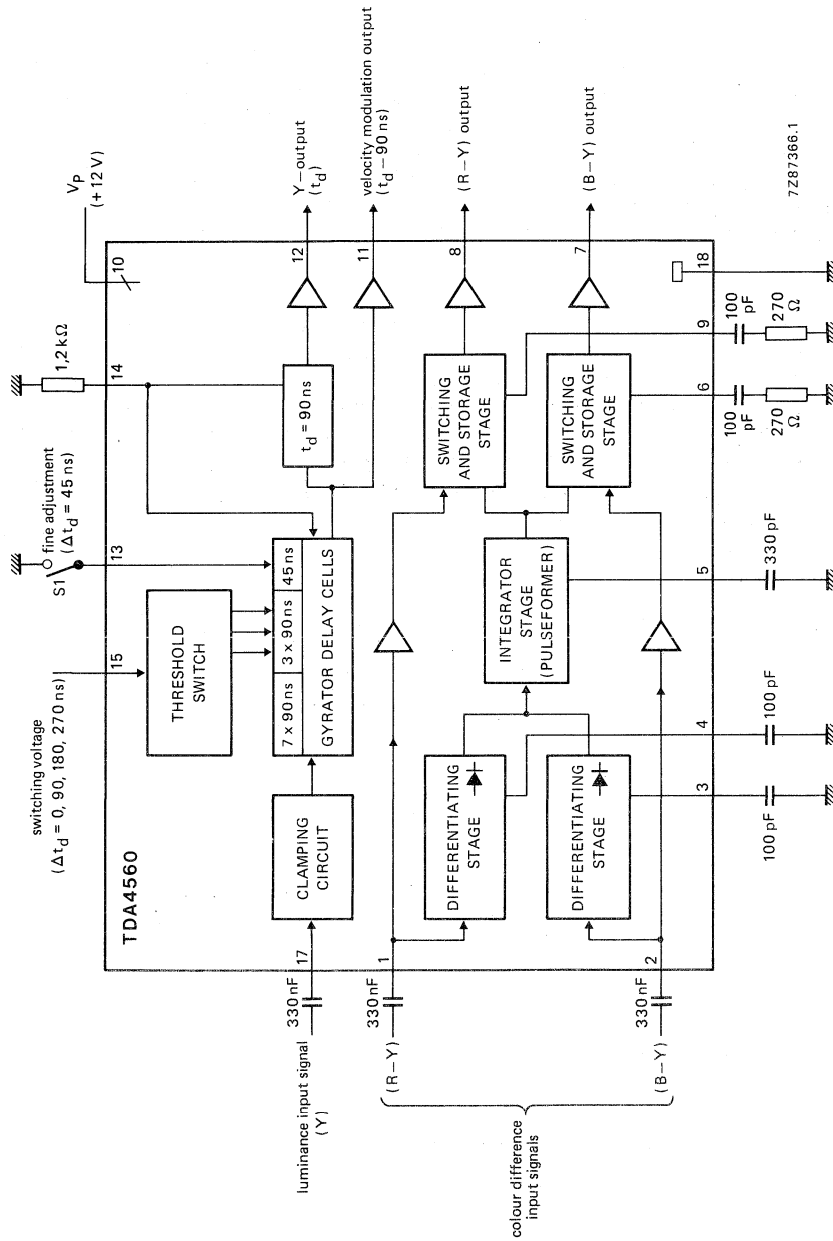 switching voltage
(Δtd = 0, 90, 180, 270 ns)
fine adjustment
(Δtd = 45 ns)
S1
1,2 kΩ
VP
(+12 V)
TDA4560
15
13
14
10
THRESHOLD
SWITCH
luminance input signal
(Y)
330 nF
17
CLAMPING
CIRCUIT
7 x 90 ns
3 x 90 ns
45 ns
GYRATOR DELAY CELLS
td = 90 ns
12
Y–output
(td)
11
velocity modulation output
(td – 90 ns)
colour difference
input signals
(R–Y)
330 nF
1
DIFFERENTIATING
STAGE
SWITCHING
AND STORAGE
STAGE
8
(R–Y) output
INTEGRATOR
STAGE
(PULSEFORMER)
(B–Y)
330 nF
2
DIFFERENTIATING
STAGE
SWITCHING
AND STORAGE
STAGE
7
(B–Y) output
3
4
5
6
9
18
100 pF
100 pF
330 pF
100
pF
270
Ω
100
pF
270
Ω
7Z87366.1